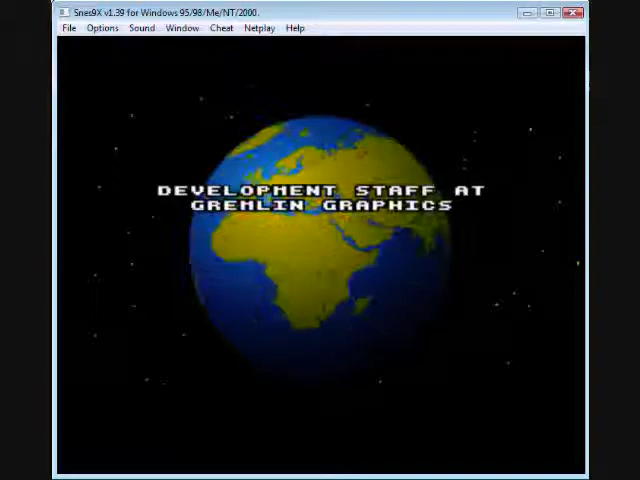 Snes9X v1.39 for Windows 95/98/Me/NT/2000.
File Options Sound Window Cheat Netplay Help
DEVELOPMENT STAFF AT
GREMLIN GRAPHICS